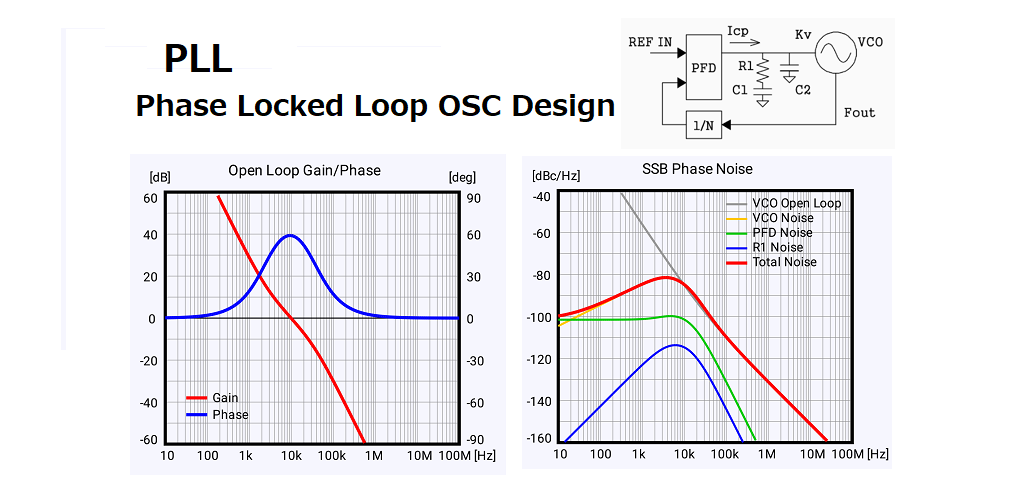 PLL
Phase Locked Loop OSC Design
REF IN
Icp
Kv
VCO
PFD
R1
C1
C2
1/N
Fout
Open Loop Gain/Phase
[dB]
[deg]
60
40
20
0
-20
-40
-60
90
60
30
0
-30
-60
-90
Gain
Phase
10 100 1k 10k 100k 1M 10M 100M [Hz]
SSB Phase Noise
[dBc/Hz]
-40
-60
-80
-100
-120
-140
-160
VCO Open Loop
VCO Noise
PFD Noise
R1 Noise
Total Noise
10 100 1k 10k 100k 1M 10M 100M [Hz]